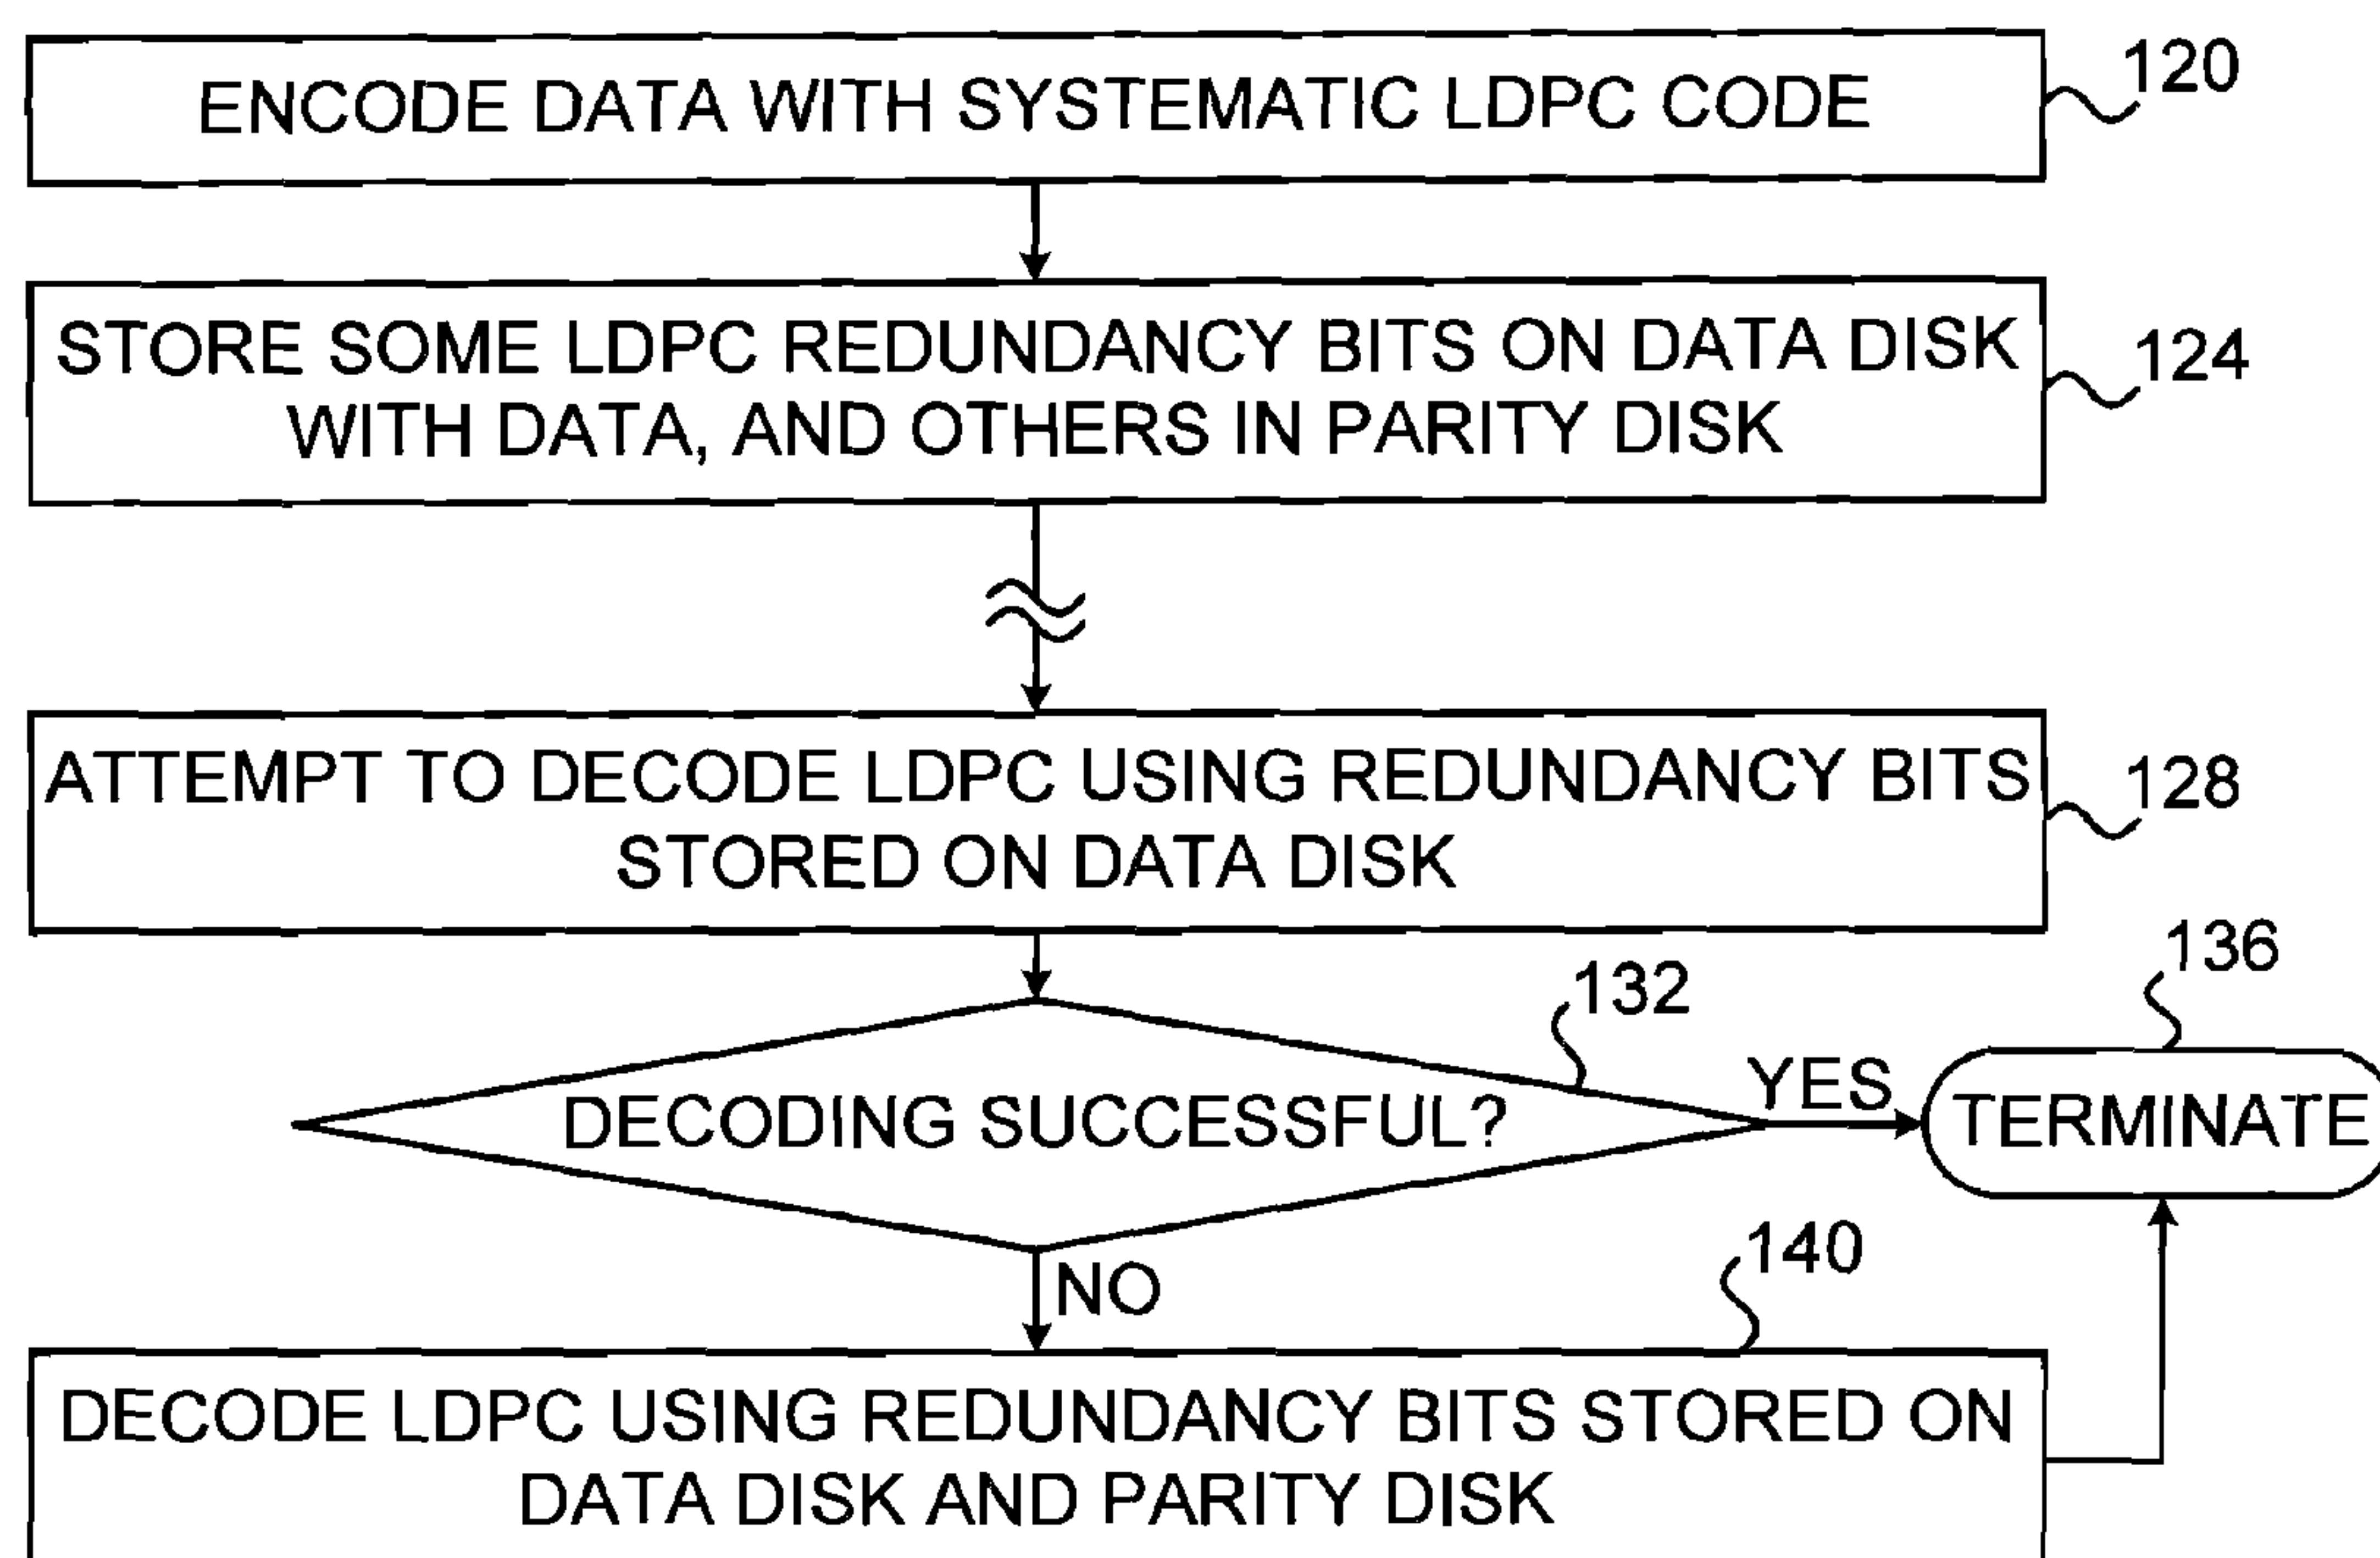 ENCODE DATA WITH SYSTEMATIC LDPC CODE
120
STORE SOME LDPC REDUNDANCY BITS ON DATA DISK
WITH DATA, AND OTHERS IN PARITY DISK
124
ATTEMPT TO DECODE LDPC USING REDUNDANCY BITS
STORED ON DATA DISK
128
132
136
DECODING SUCCESSFUL?
YES
TERMINATE
NO
140
DECODE LDPC USING REDUNDANCY BITS STORED ON
DATA DISK AND PARITY DISK